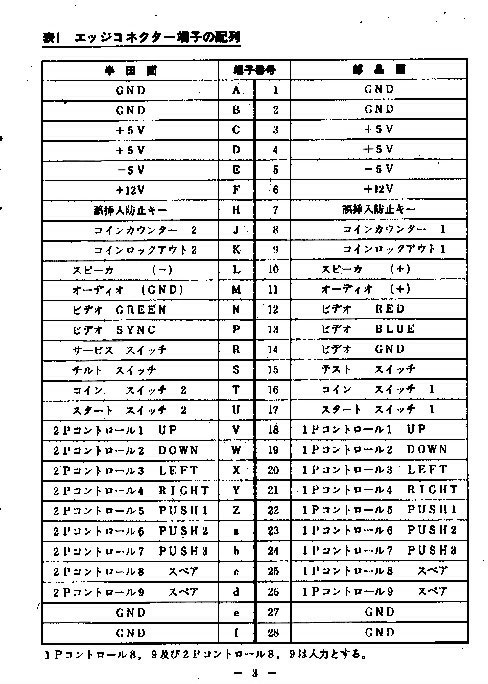 表1 エッジコネクター端子の配列
半田面 端子番号 部品面
GND A 1 GND
GND B 2 GND
+5V C 3 +5V
+5V D 4 +5V
-5V E 5 -5V
+12V F 6 +12V
誤挿入防止キー H 7 誤挿入防止キー
コインカウンター 2 J 8 コインカウンター 1
コインロックアウト2 K 9 コインロックアウト1
スピーカ (-) L 10 スピーカ (+)
オーディオ (GND) M 11 オーディオ (+)
ビデオ GREEN N 12 ビデオ RED
ビデオ SYNC P 13 ビデオ BLUE
サービス スイッチ R 14 ビデオ GND
チルト スイッチ S 15 テスト スイッチ
コイン スイッチ 2 T 16 コイン スイッチ 1
スタート スイッチ 2 U 17 スタート スイッチ 1
2Pコントロール1 UP V 18 1Pコントロール1 UP
2Pコントロール2 DOWN W 19 1Pコントロール2 DOWN
2Pコントロール3 LEFT X 20 1Pコントロール3 LEFT
2Pコントロール4 RIGHT Y 21 1Pコントロール4 RIGHT
2Pコントロール5 PUSH1 Z 22 1Pコントロール5 PUSH1
2Pコントロール6 PUSH2 a 23 1Pコントロール6 PUSH2
2Pコントロール7 PUSH3 b 24 1Pコントロール7 PUSH3
2Pコントロール8 スペア c 25 1Pコントロール8 スペア
2Pコントロール9 スペア d 26 1Pコントロール9 スペア
GND e 27 GND
GND f 28 GND
1Pコントロール8,9及び2Pコントロール8,9は入力とする。
- 3 -